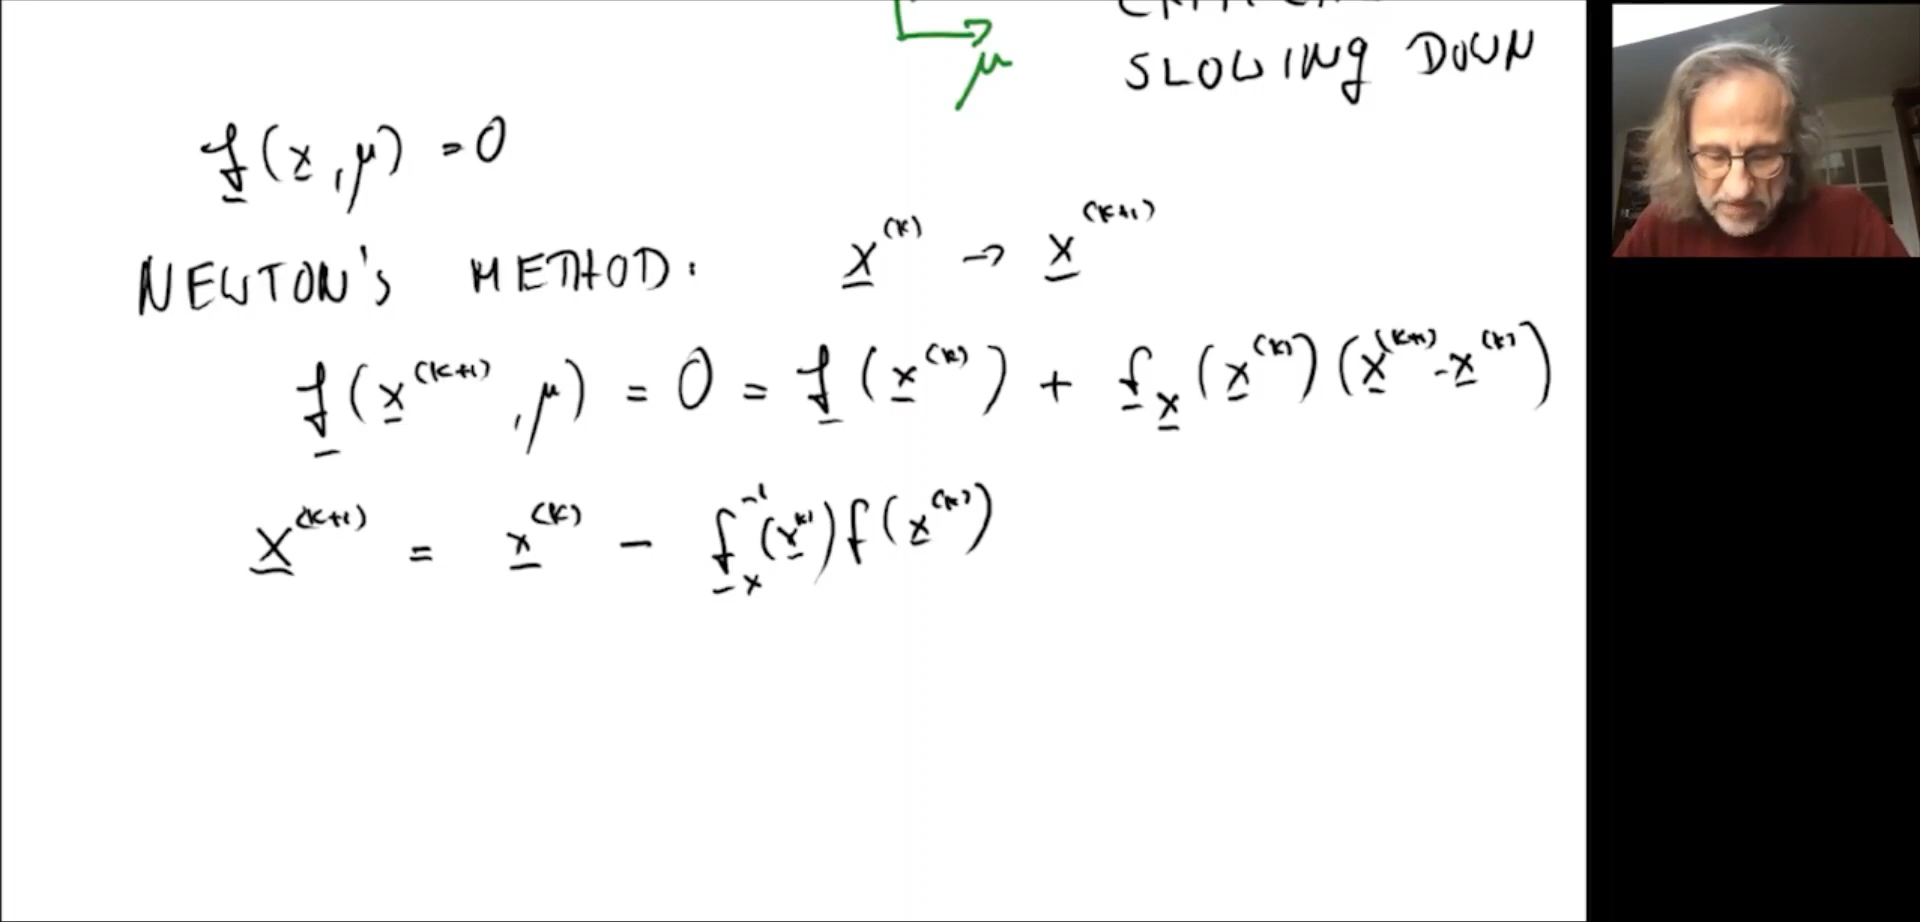 SLOWING DOWN
μ
f(x, μ) = 0
NEWTON'S METHOD: x^(k) → x^(k+1)
f(x^(k+1), μ) = 0 = f(x^(k)) + f_x(x^(k))(x^(k+1) - x^(k))
x^(k+1) = x^(k) - f_x^-1(x^(k)) f(x^(k))